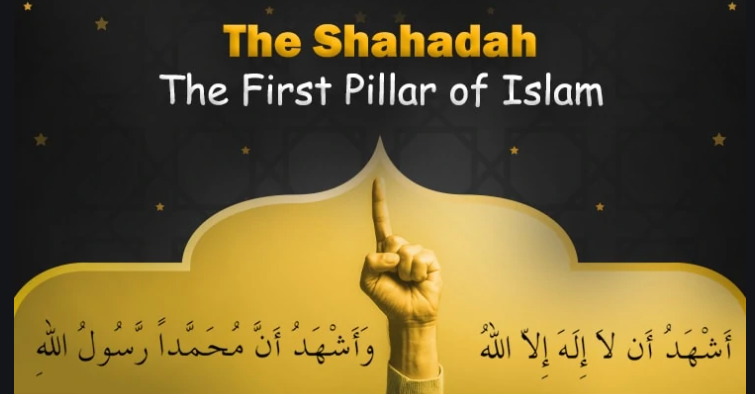 The Shahadah
The First Pillar of Islam
أَشْهَدُ أَن لاَ إِلَهَ إِلاّ اللهُ وَأَشْهَدُ أَنَّ مُحَمَّداً رَّسُولُ اللهِ